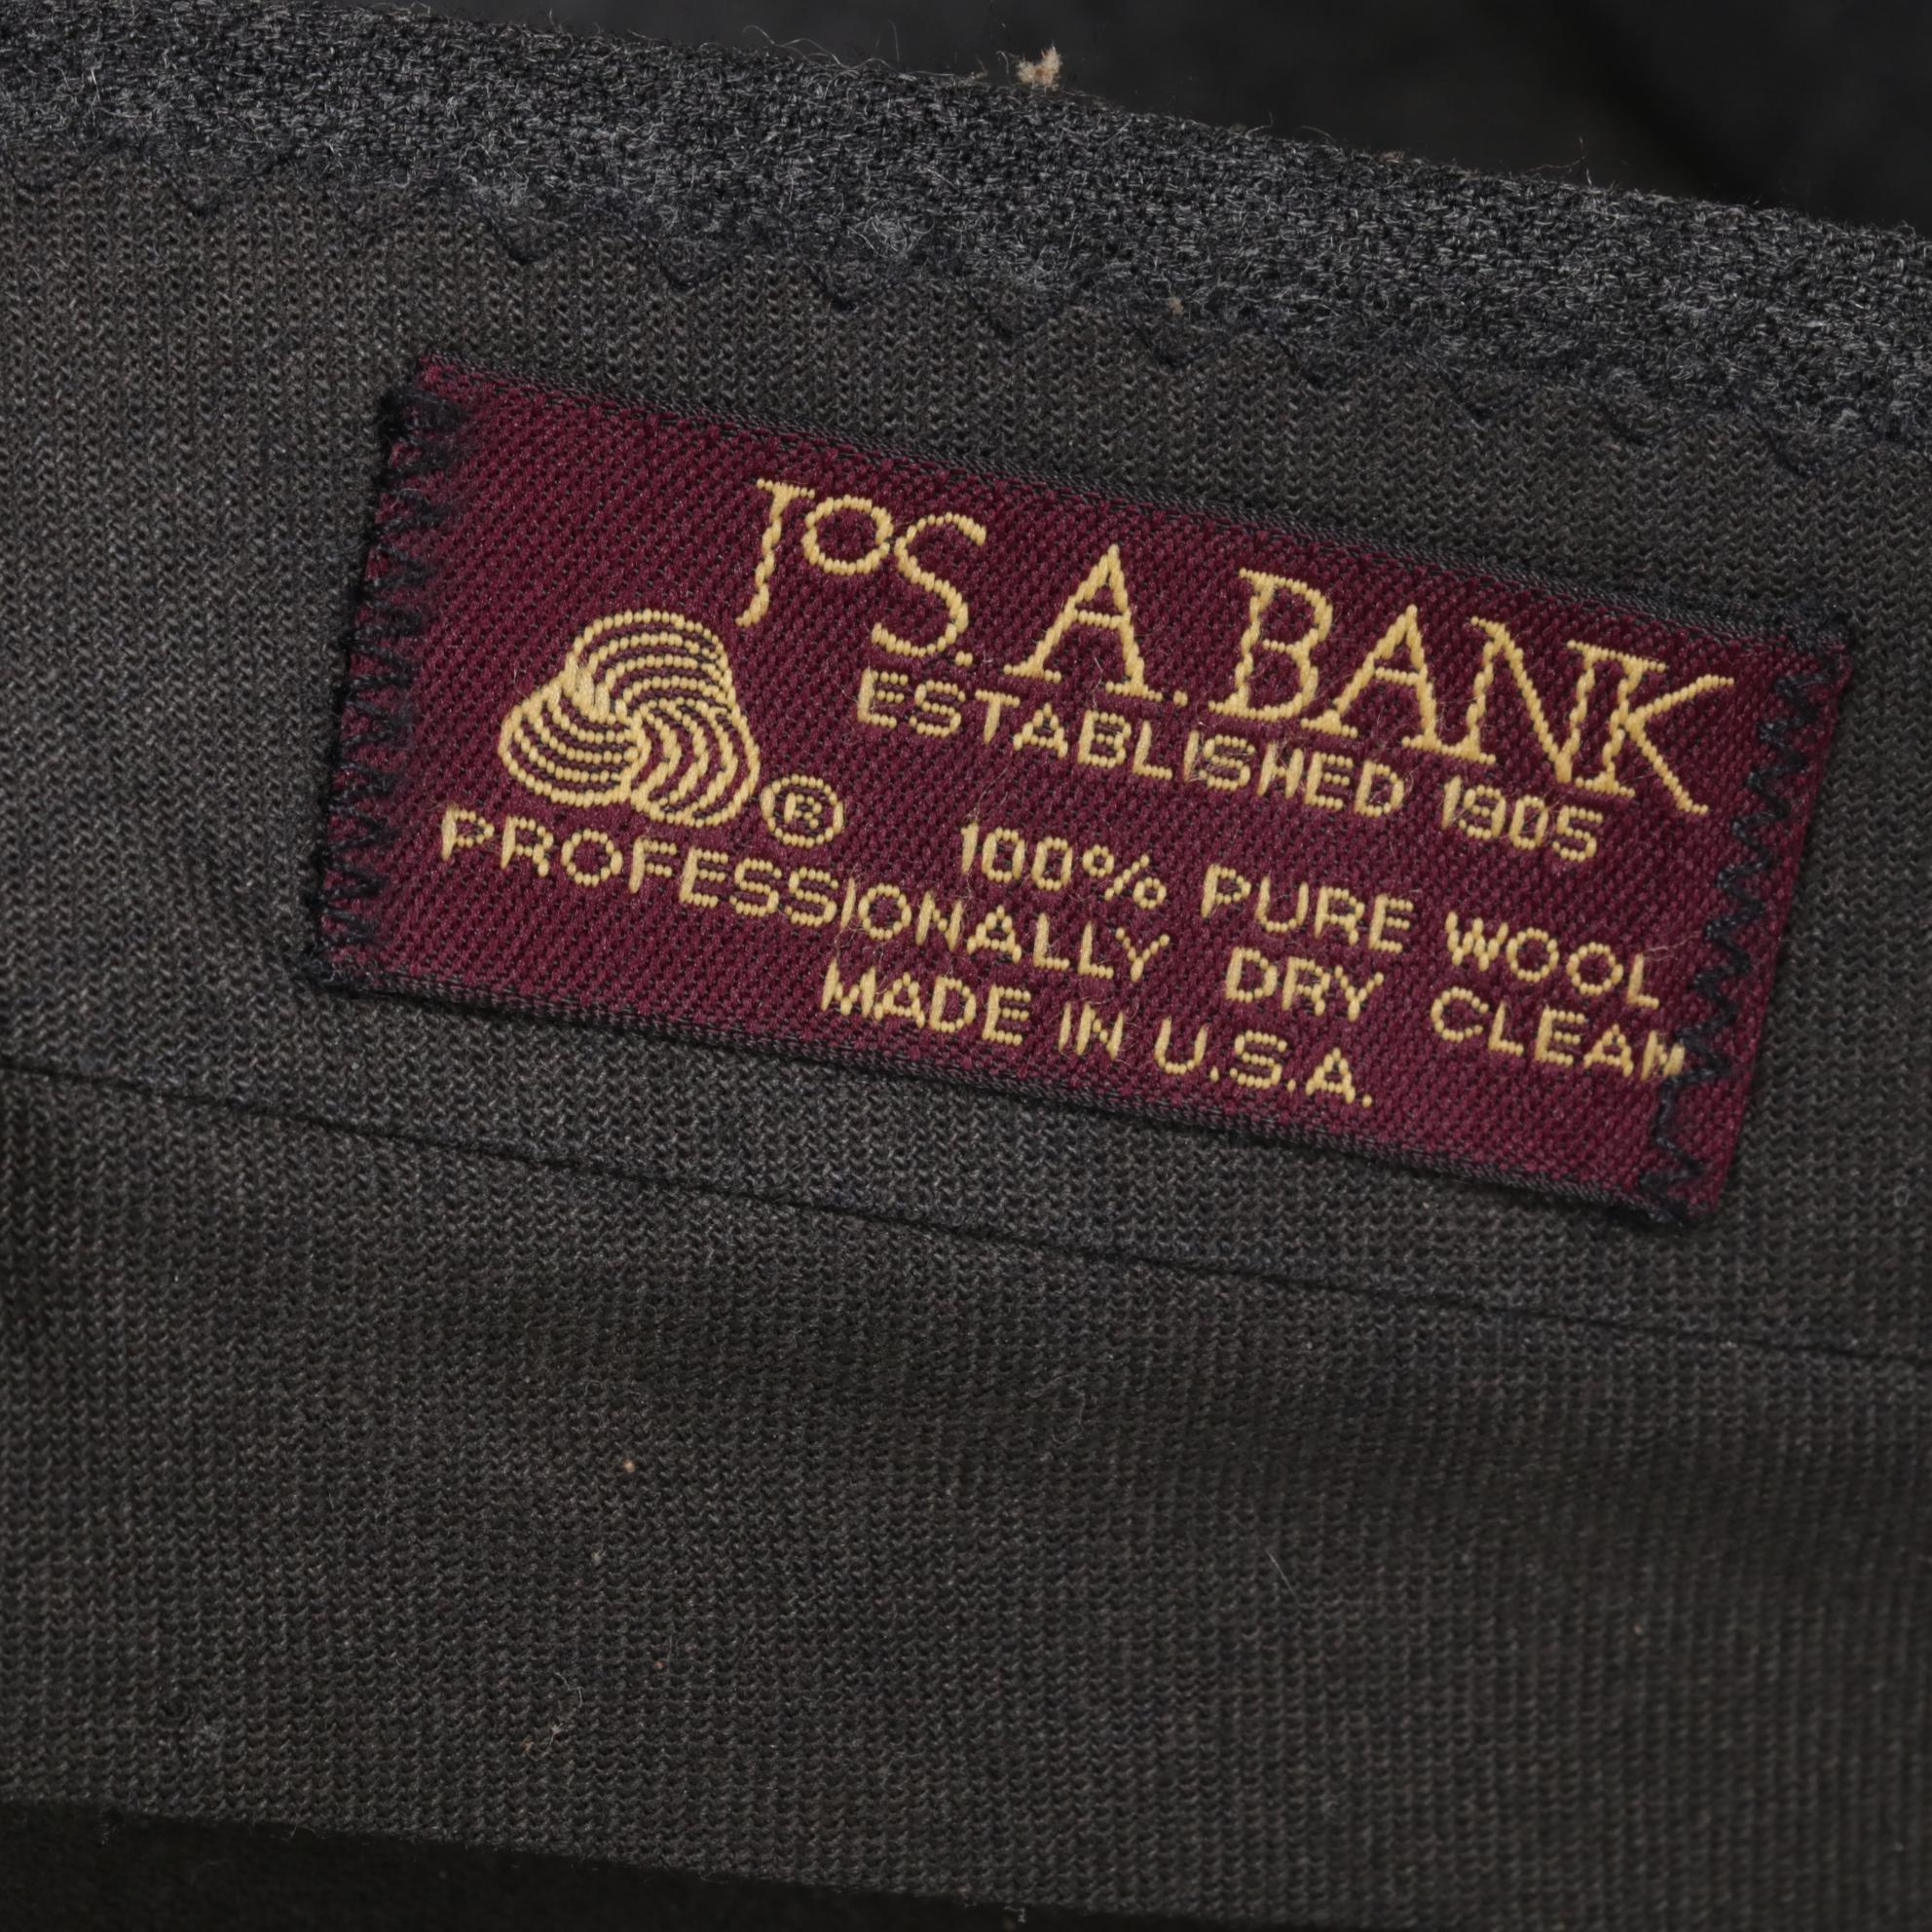 JOS. A. BANK
ESTABLISHED 1905
®
100% PURE WOOL
PROFESSIONALLY DRY CLEAN
MADE IN U.S.A.